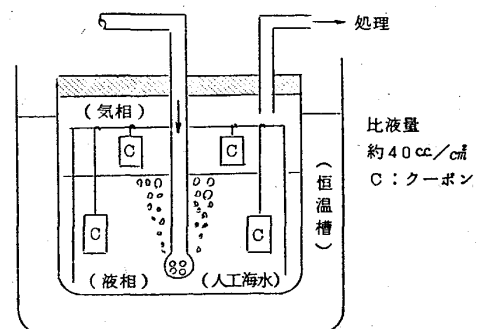 処理
(気相)
C
C
比液量
約40cc/cm²
C:クーポン
(恒温槽)
C
C
(液相)
(人工海水)